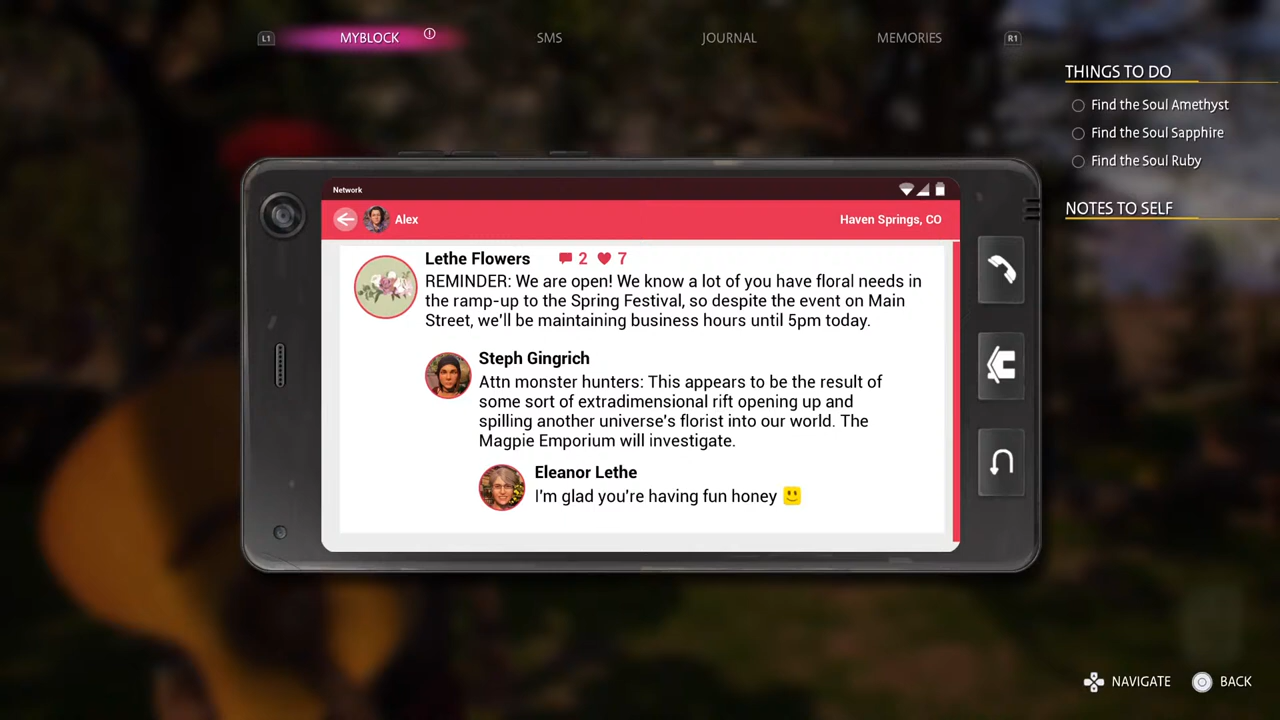 L1
MYBLOCK
SMS
JOURNAL
MEMORIES
R1
THINGS TO DO
Find the Soul Amethyst
Find the Soul Sapphire
Find the Soul Ruby
NOTES TO SELF
Network
Alex
Haven Springs, CO
Lethe Flowers 2 7
REMINDER: We are open! We know a lot of you have floral needs in
the ramp-up to the Spring Festival, so despite the event on Main
Street, we'll be maintaining business hours until 5pm today.
Steph Gingrich
Attn monster hunters: This appears to be the result of
some sort of extradimensional rift opening up and
spilling another universe's florist into our world. The
Magpie Emporium will investigate.
Eleanor Lethe
I'm glad you're having fun honey
NAVIGATE
BACK